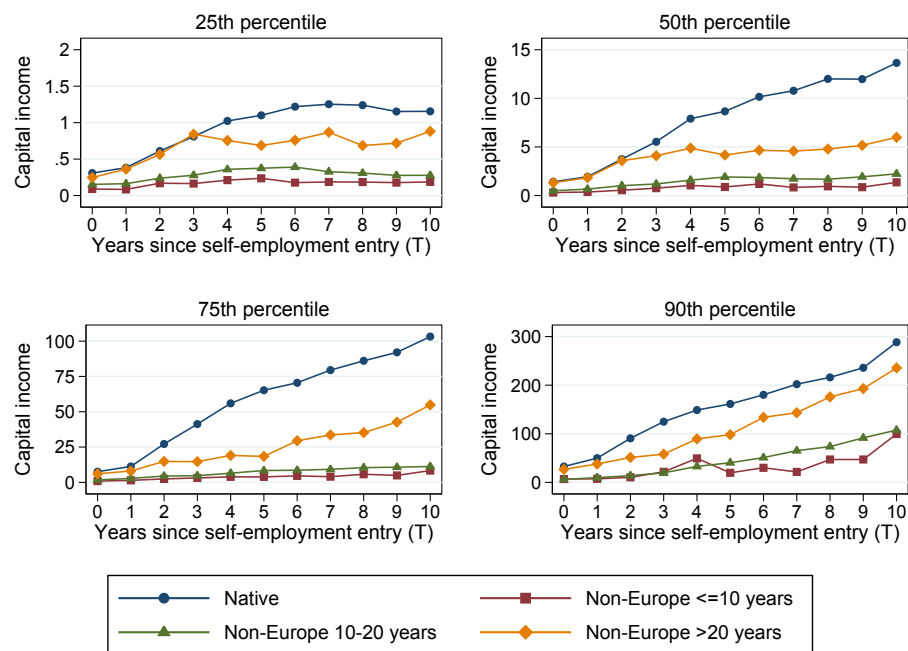 25th percentile
50th percentile
Capital income
0
.5
1
1.5
2
0 1 2 3 4 5 6 7 8 9 10
Years since self-employment entry (T)
Capital income
0
5
10
15
0 1 2 3 4 5 6 7 8 9 10
Years since self-employment entry (T)
75th percentile
90th percentile
Capital income
0
25
50
75
100
0 1 2 3 4 5 6 7 8 9 10
Years since self-employment entry (T)
Capital income
0
100
200
300
0 1 2 3 4 5 6 7 8 9 10
Years since self-employment entry (T)
Native
Non-Europe <=10 years
Non-Europe 10-20 years
Non-Europe >20 years